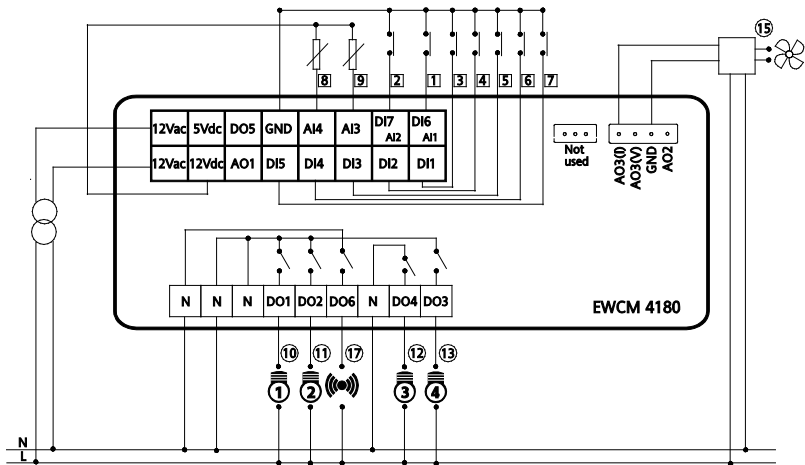 15
8 9 2 1 3 4 5 6 7
12Vac 5Vdc DO5 GND AI4 AI3 DI7 AI2 DI6 AI1
12Vac 12Vdc AO1 DI5 DI4 DI3 DI2 DI1
Not
used
AO3(I)
AO3(V)
GND
AO2
N N N DO1 DO2 DO6 N DO4 DO3
EWCM 4180
10 11 17 12 13
1 2 3 4
N
L